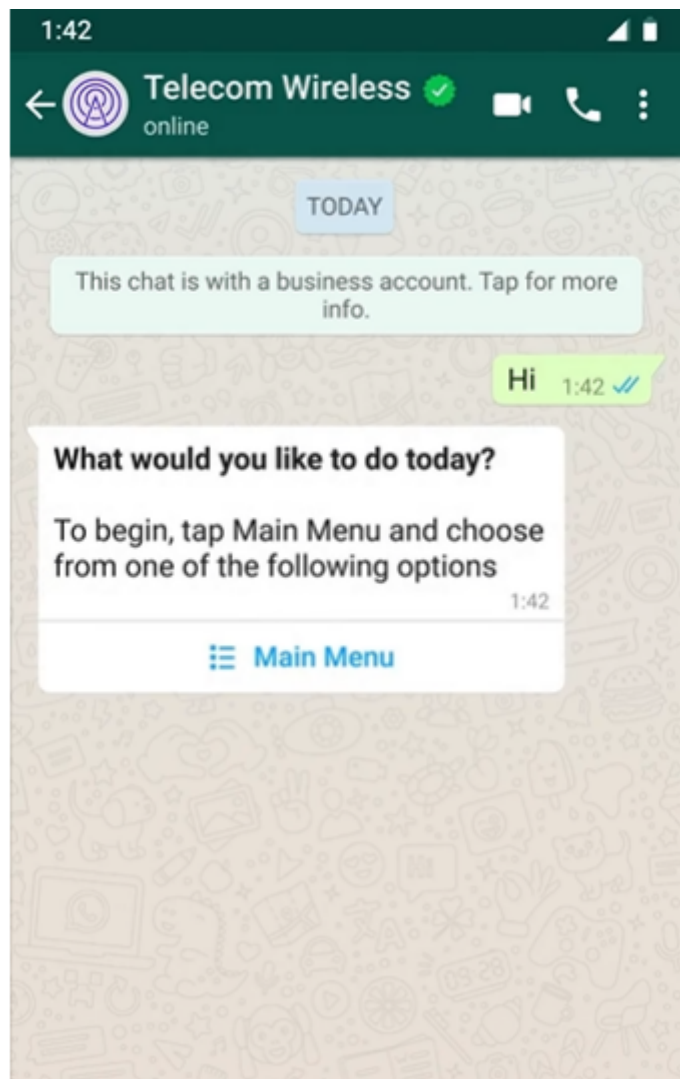 1:42
Telecom Wireless
online
TODAY
This chat is with a business account. Tap for more
info.
Hi 1:42
What would you like to do today?
To begin, tap Main Menu and choose
from one of the following options
1:42
Main Menu
09:28